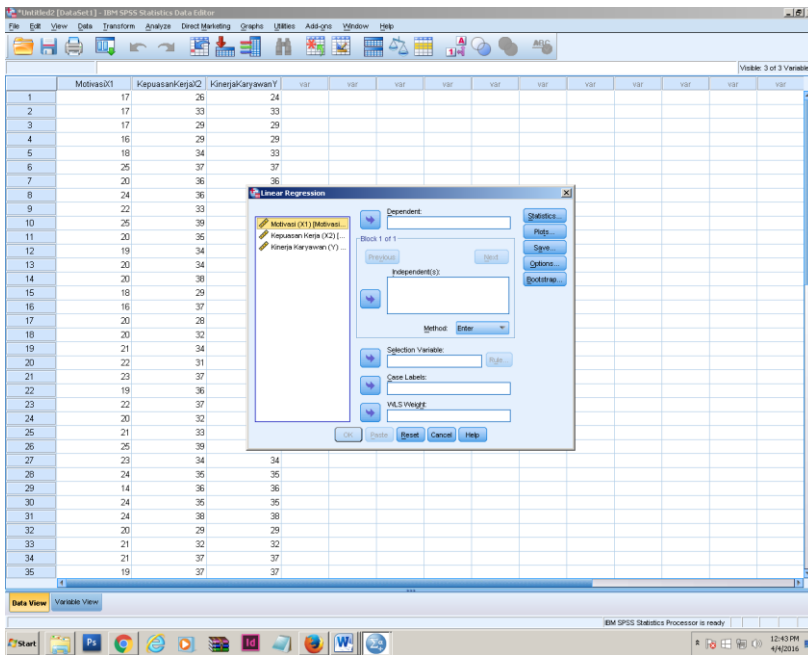 *Untitled2 [DataSet1] - IBM SPSS Statistics Data Editor
File Edit View Data Transform Analyze Direct Marketing Graphs Utilities Add-ons Window Help
Visible: 3 of 3 Variable
MotivasiX1 KepuasanKerjaX2 KinerjaKaryawanY var var var var var var var var var var
1 17 26 24
2 17 33 33
3 17 29 29
4 16 29 29
5 18 34 33
6 25 37 37
7 20 36 36
8 24 36
9 22 33
10 25 39
11 20 35
12 19 34
13 20 34
14 20 38
15 18 29
16 16 37
17 20 28
18 20 32
19 21 34
20 22 31
21 23 37
22 19 36
23 22 37
24 20 32
25 21 33
26 25 39
27 23 34 34
28 24 35 35
29 14 36 36
30 24 35 35
31 24 38 38
32 20 29 29
33 21 32 32
34 21 37 37
35 19 37 37
Linear Regression
Motivasi (X1) [Motivasi...
Kepuasan Kerja (X2) [...
Kinerja Karyawan (Y) ...
Dependent:
Block 1 of 1
Previous Next
Independent(s):
Method: Enter
Selection Variable:
Rule...
Case Labels:
WLS Weight:
Statistics...
Plots...
Save...
Options...
Bootstrap...
OK Paste Reset Cancel Help
Data View Variable View
IBM SPSS Statistics Processor is ready
Start Ps Id W
12:43 PM
4/4/2016